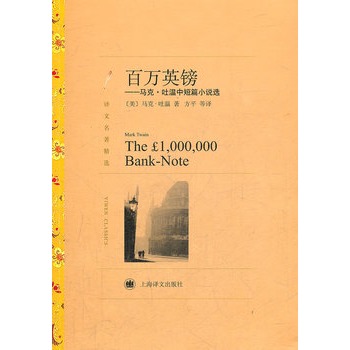 百万英镑
——马克·吐温中短篇小说选
〔美〕马克·吐温 著 方平 等译
译文名著精选
YIWEN CLASSICS
Mark Twain
The £1,000,000
Bank-Note
上海译文出版社